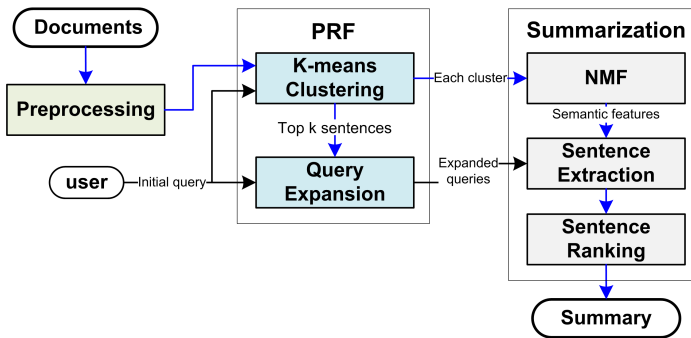 Documents
Preprocessing
user
Initial query
PRF
K-means
Clustering
Top k sentences
Query
Expansion
Each cluster
Expanded
queries
Summarization
NMF
Semantic features
Sentence
Extraction
Sentence
Ranking
Summary